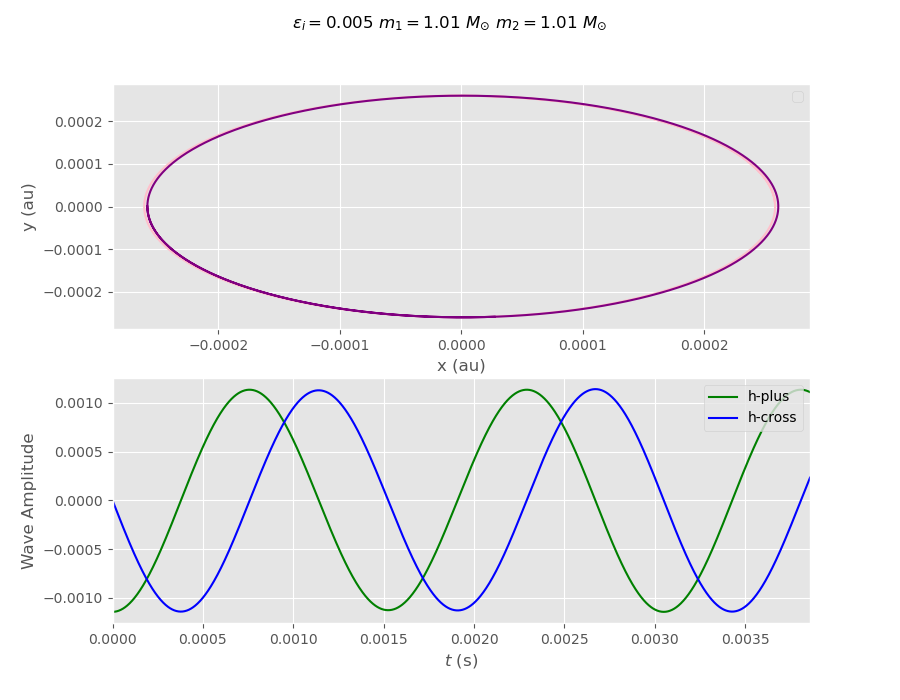 εᵢ = 0.005 m₁ = 1.01 M⊙ m₂ = 1.01 M⊙
0.0002
0.0001
0.0000
−0.0001
−0.0002
y (au)
−0.0002 −0.0001 0.0000 0.0001 0.0002
x (au)
h-plus
h-cross
0.0010
0.0005
0.0000
−0.0005
−0.0010
Wave Amplitude
0.0000 0.0005 0.0010 0.0015 0.0020 0.0025 0.0030 0.0035
t (s)